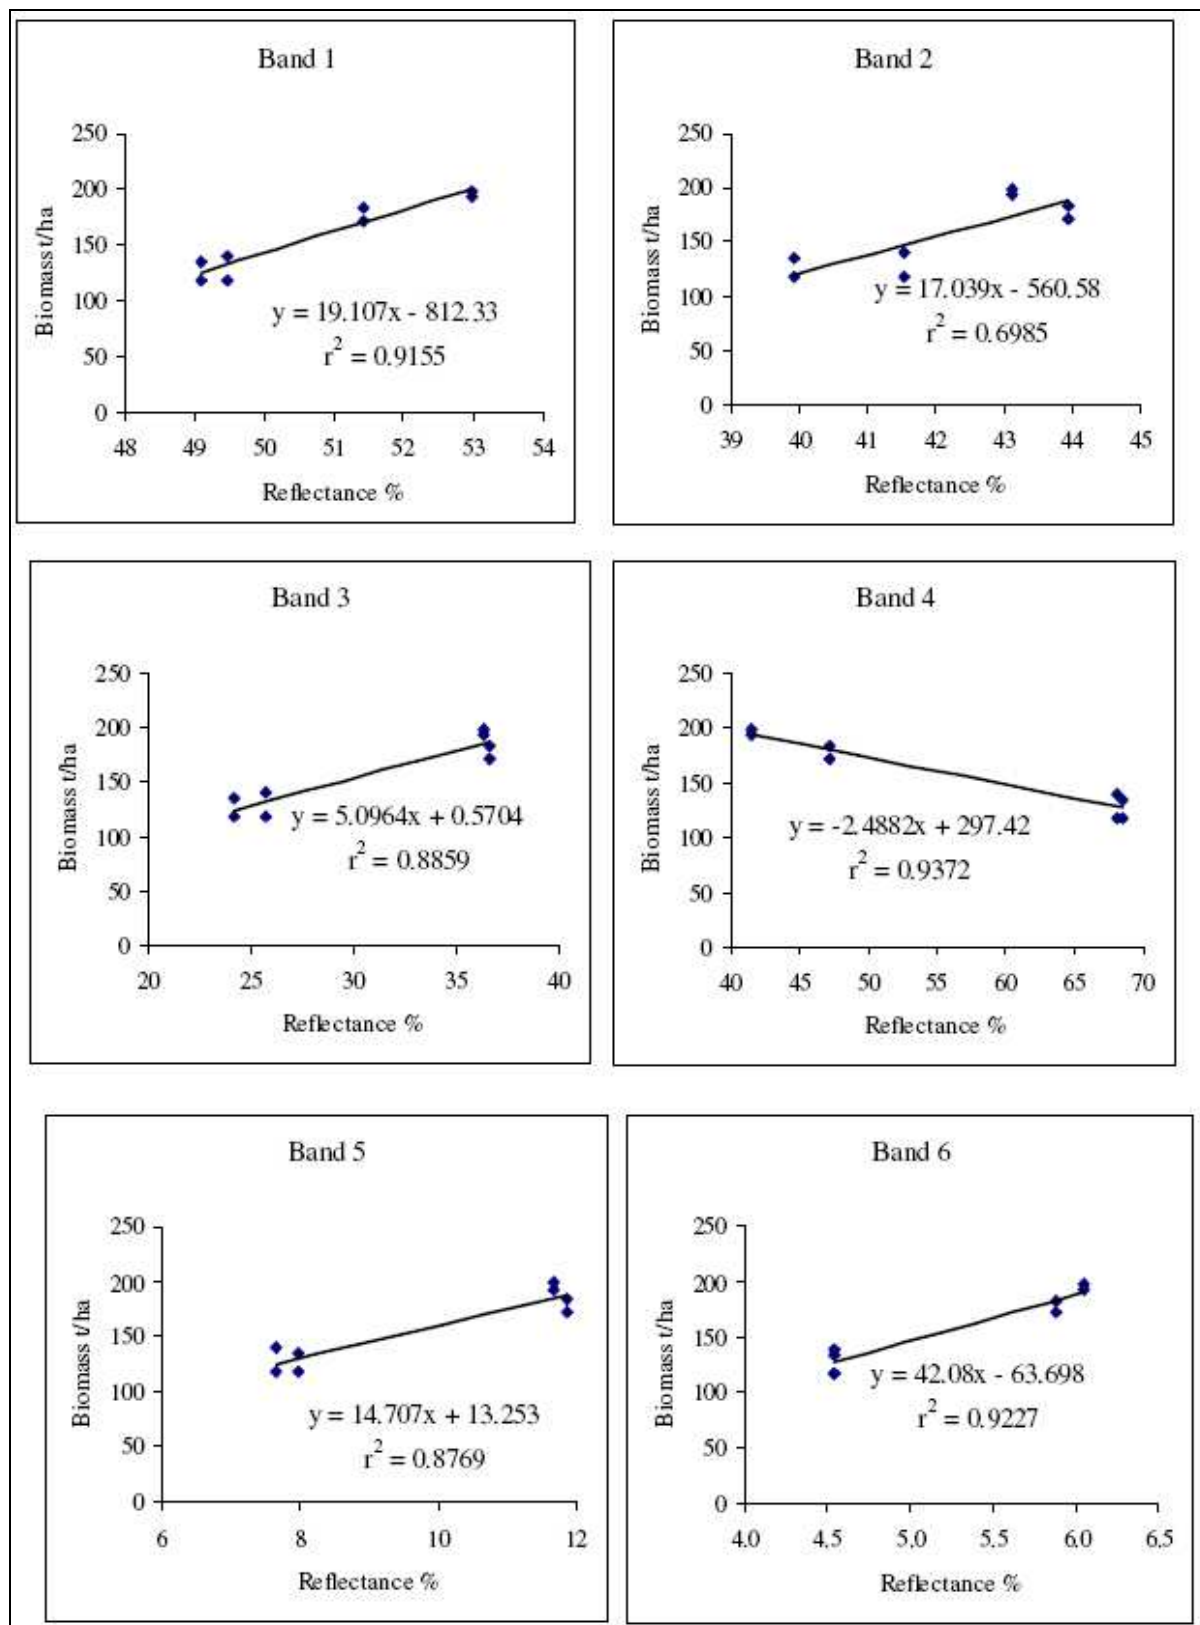 Band 1
250
200
150
100
50
0
Biomass t/ha
y = 19.107x - 812.33
r² = 0.9155
48 49 50 51 52 53 54
Reflectance %
Band 2
250
200
150
100
50
0
Biomass t/ha
y = 17.039x - 560.58
r² = 0.6985
39 40 41 42 43 44 45
Reflectance %
Band 3
250
200
150
100
50
0
Biomass t/ha
y = 5.0964x + 0.5704
r² = 0.8859
20 25 30 35 40
Reflectance %
Band 4
250
200
150
100
50
0
Biomass t/ha
y = -2.4882x + 297.42
r² = 0.9372
40 45 50 55 60 65 70
Reflectance %
Band 5
250
200
150
100
50
0
Biomass t/ha
y = 14.707x + 13.253
r² = 0.8769
6 8 10 12
Reflectance %
Band 6
250
200
150
100
50
0
Biomass t/ha
y = 42.08x - 63.698
r² = 0.9227
4.0 4.5 5.0 5.5 6.0 6.5
Reflectance %